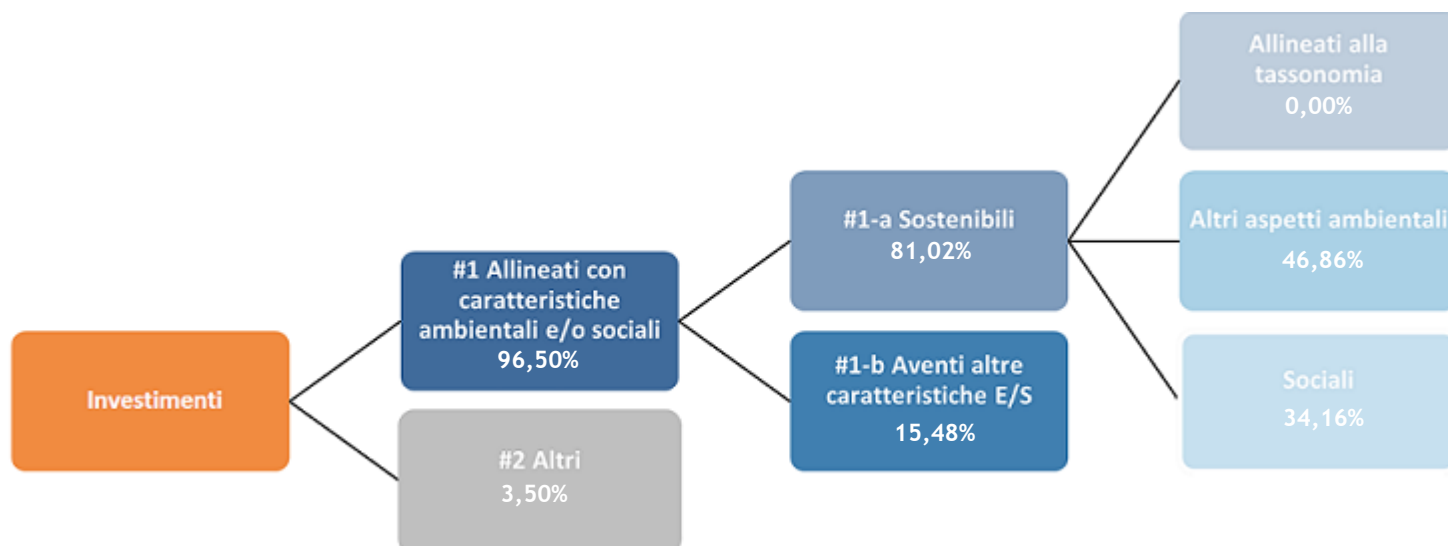 Investimenti
#1 Allineati con
caratteristiche
ambientali e/o sociali
96,50%
#2 Altri
3,50%
#1-a Sostenibili
81,02%
#1-b Aventi altre
caratteristiche E/S
15,48%
Allineati alla
tassonomia
0,00%
Altri aspetti ambientali
46,86%
Sociali
34,16%